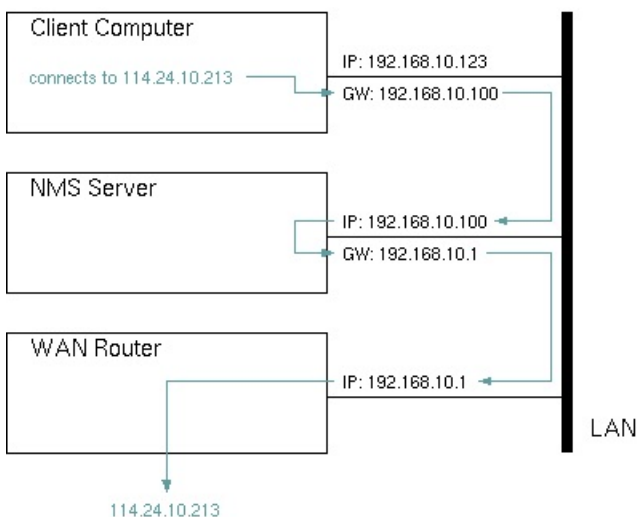 Client Computer
connects to 114.24.10.213
IP: 192.168.10.123
GW: 192.168.10.100
NMS Server
IP: 192.168.10.100
GW: 192.168.10.1
WAN Router
IP: 192.168.10.1
LAN
114.24.10.213